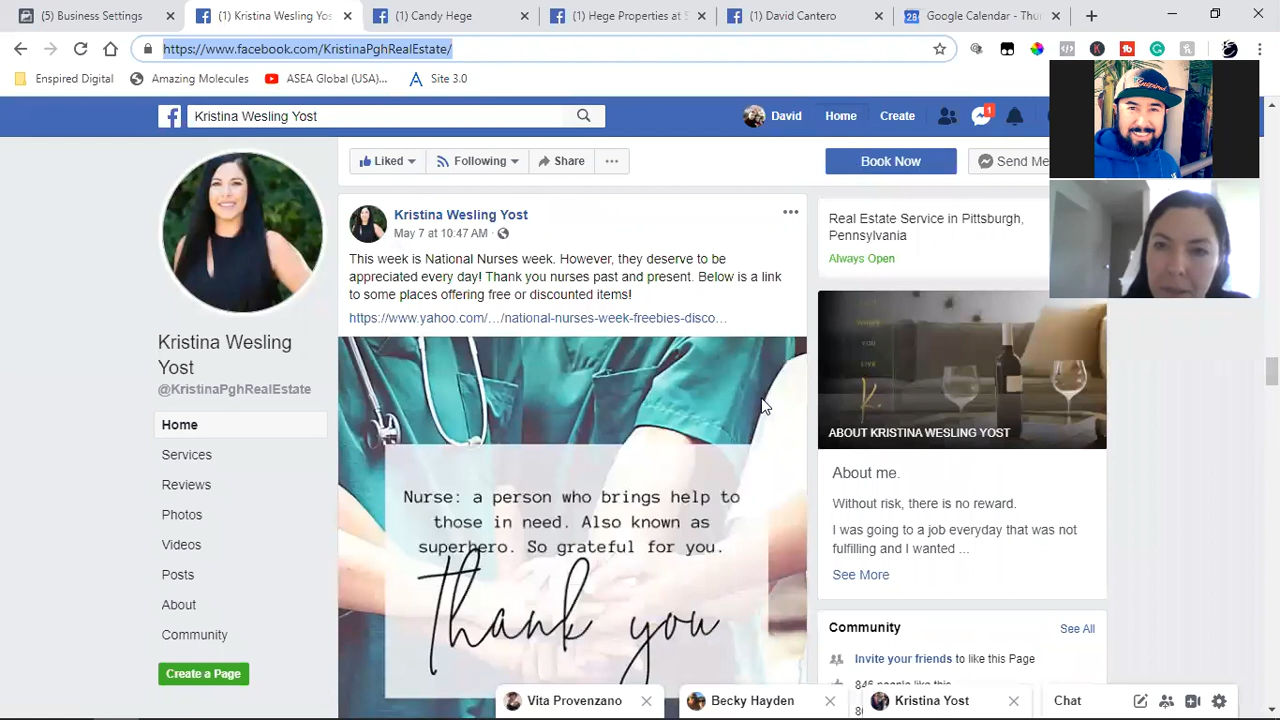 (5) Business Settings
(1) Kristina Wesling Yos
(1) Candy Hege
(1) Hege Properties at
(1) David Cantero
Google Calendar - Thu
https://www.facebook.com/KristinaPghRealEstate/
Enspired Digital
Amazing Molecules
ASEA Global (USA)...
Site 3.0
Kristina Wesling Yost
David
Home
Create
1
Liked
Following
Share
Book Now
Send Me
Kristina Wesling Yost
May 7 at 10:47 AM ·
This week is National Nurses week. However, they deserve to be
appreciated every day! Thank you nurses past and present. Below is a link
to some places offering free or discounted items!
https://www.yahoo.com/…/national-nurses-week-freebies-disco…
Nurse: a person who brings help to
those in need. Also known as
superhero. So grateful for you.
thank you
Kristina Wesling
Yost
@KristinaPghRealEstate
Home
Services
Reviews
Photos
Videos
Posts
About
Community
Create a Page
Real Estate Service in Pittsburgh,
Pennsylvania
Always Open
YOU
LIVE
k.
ABOUT KRISTINA WESLING YOST
About me.
Without risk, there is no reward.
I was going to a job everyday that was not
fulfilling and I wanted ...
See More
Community
See All
Invite your friends to like this Page
846 people like this
Vita Provenzano
Becky Hayden
Kristina Yost
Chat